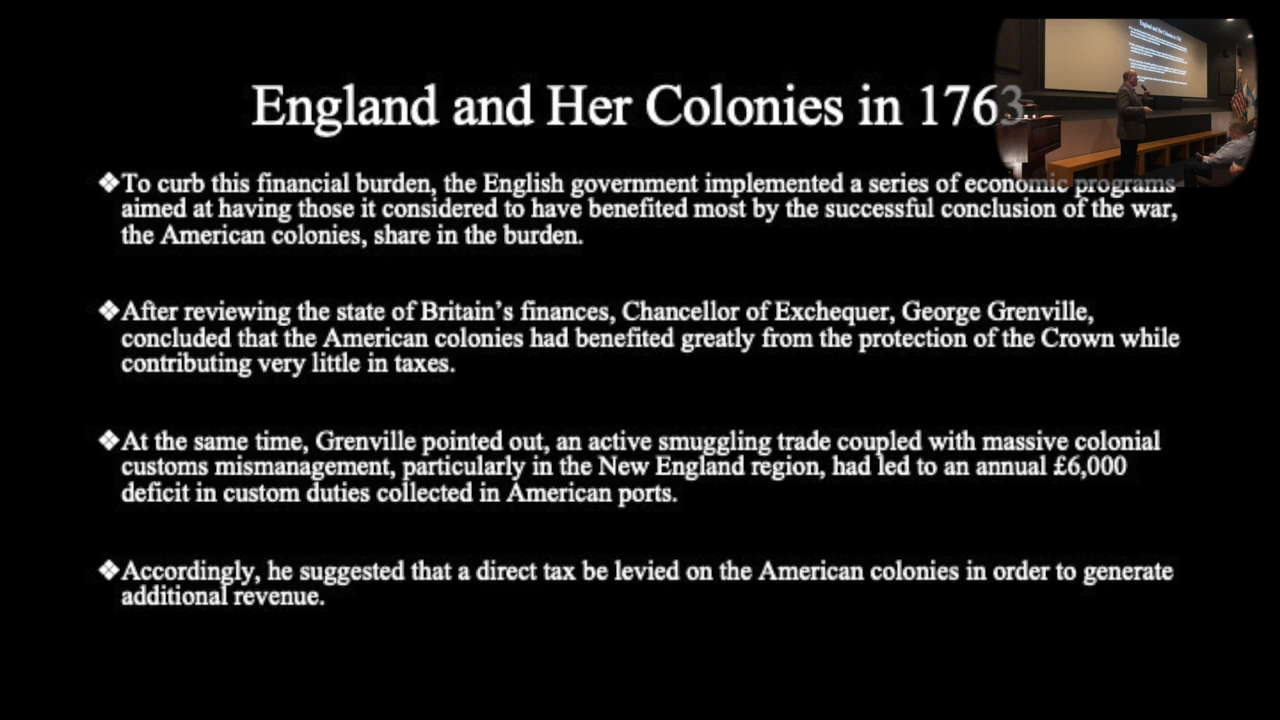 England and Her Colonies in 1763
❖To curb this financial burden, the English government implemented a series of economic programs
aimed at having those it considered to have benefited most by the successful conclusion of the war,
the American colonies, share in the burden.
❖After reviewing the state of Britain's finances, Chancellor of Exchequer, George Grenville,
concluded that the American colonies had benefited greatly from the protection of the Crown while
contributing very little in taxes.
❖At the same time, Grenville pointed out, an active smuggling trade coupled with massive colonial
customs mismanagement, particularly in the New England region, had led to an annual £6,000
deficit in custom duties collected in American ports.
❖Accordingly, he suggested that a direct tax be levied on the American colonies in order to generate
additional revenue.